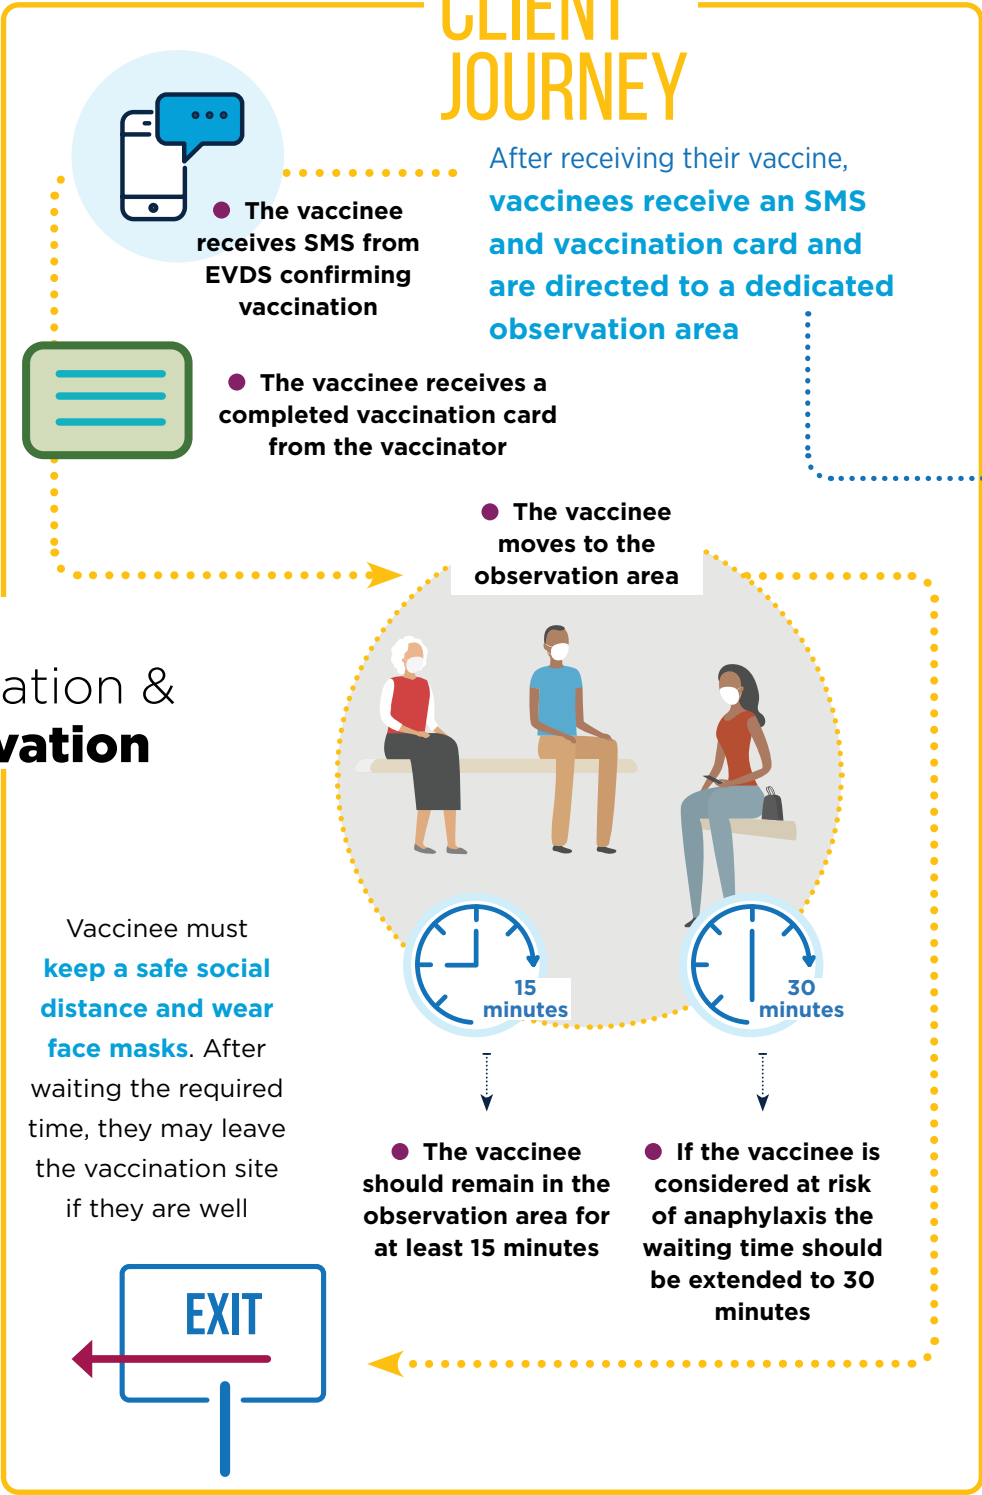 CLIENT
JOURNEY
After receiving their vaccine,
vaccinees receive an SMS
and vaccination card and
are directed to a dedicated
observation area
● The vaccinee
receives SMS from
EVDS confirming
vaccination
● The vaccinee receives a
completed vaccination card
from the vaccinator
● The vaccinee
moves to the
observation area
ation &
vation
15
minutes
30
minutes
Vaccinee must
keep a safe social
distance and wear
face masks. After
waiting the required
time, they may leave
the vaccination site
if they are well
● The vaccinee
should remain in the
observation area for
at least 15 minutes
● If the vaccinee is
considered at risk
of anaphylaxis the
waiting time should
be extended to 30
minutes
EXIT